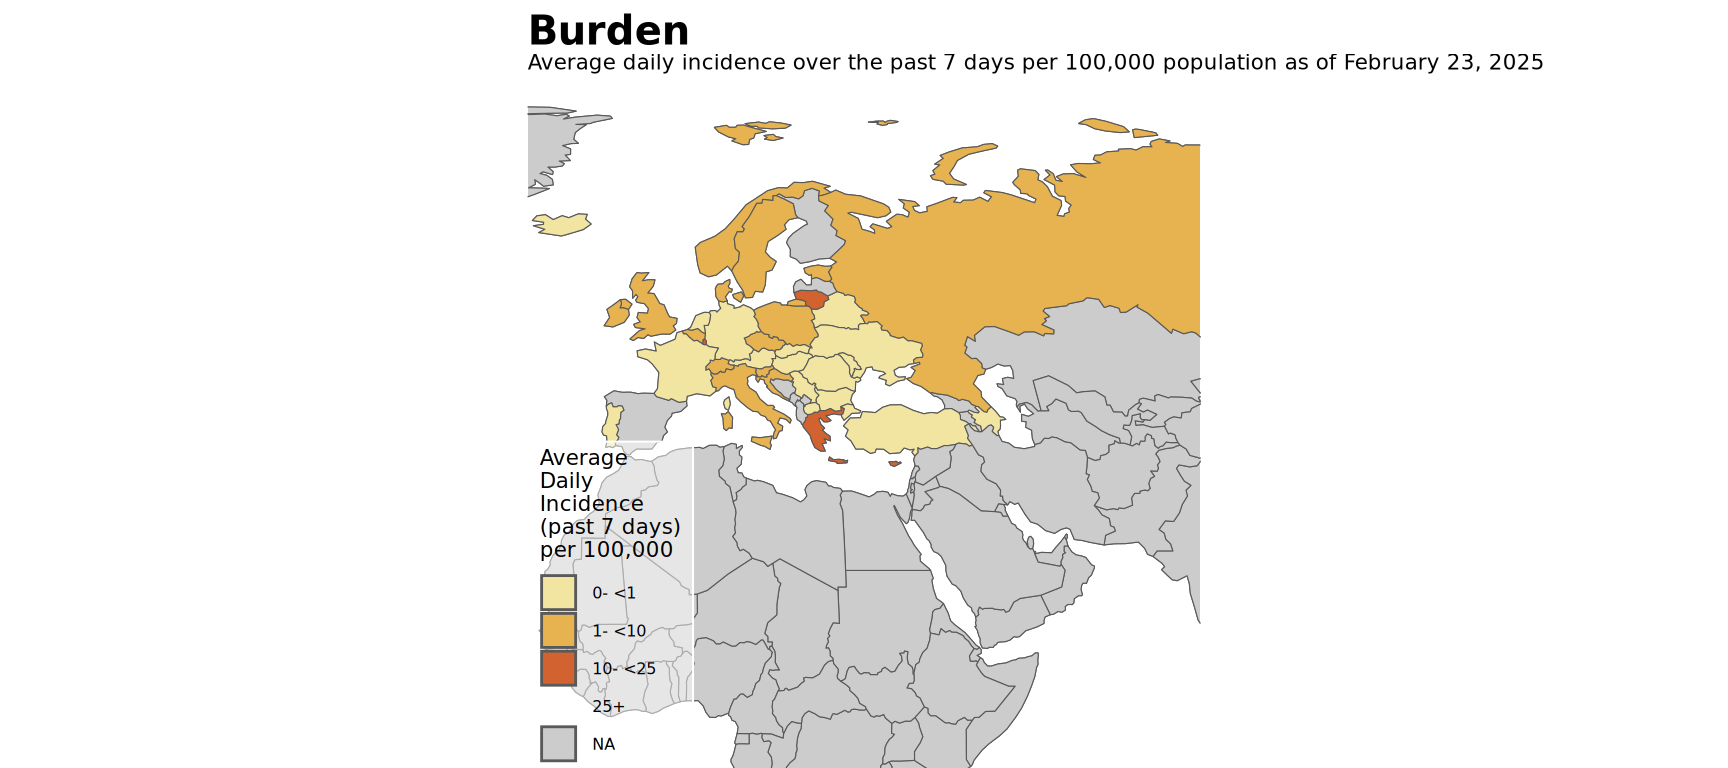 Burden
Average daily incidence over the past 7 days per 100,000 population as of February 23, 2025
Average
Daily
Incidence
(past 7 days)
per 100,000
0- <1
1- <10
10- <25
25+
NA